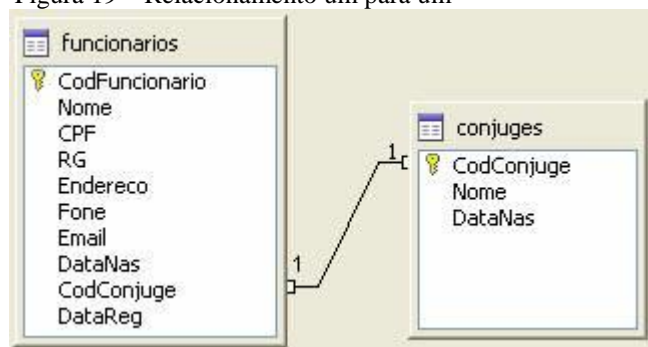 Figura 19 – Relacionamento um para um
funcionarios
CodFuncionario
Nome
CPF
RG
Endereco
Fone
Email
DataNas
CodConjuge
DataReg
1
1
conjuges
CodConjuge
Nome
DataNas